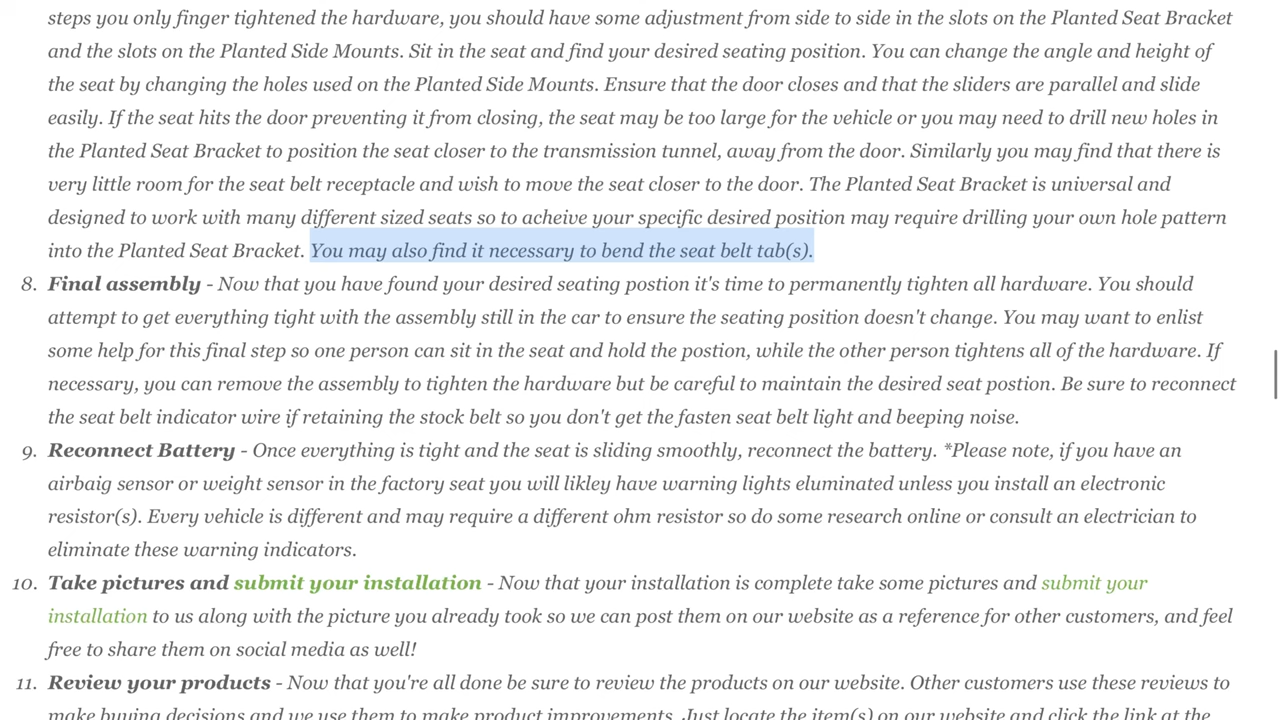 steps you only finger tightened the hardware, you should have some adjustment from side to side in the slots on the Planted Seat Bracket
and the slots on the Planted Side Mounts. Sit in the seat and find your desired seating position. You can change the angle and height of
the seat by changing the holes used on the Planted Side Mounts. Ensure that the door closes and that the sliders are parallel and slide
easily. If the seat hits the door preventing it from closing, the seat may be too large for the vehicle or you may need to drill new holes in
the Planted Seat Bracket to position the seat closer to the transmission tunnel, away from the door. Similarly you may find that there is
very little room for the seat belt receptacle and wish to move the seat closer to the door. The Planted Seat Bracket is universal and
designed to work with many different sized seats so to acheive your specific desired position may require drilling your own hole pattern
into the Planted Seat Bracket. You may also find it necessary to bend the seat belt tab(s).
8. Final assembly - Now that you have found your desired seating postion it's time to permanently tighten all hardware. You should
attempt to get everything tight with the assembly still in the car to ensure the seating position doesn't change. You may want to enlist
some help for this final step so one person can sit in the seat and hold the postion, while the other person tightens all of the hardware. If
necessary, you can remove the assembly to tighten the hardware but be careful to maintain the desired seat postion. Be sure to reconnect
the seat belt indicator wire if retaining the stock belt so you don't get the fasten seat belt light and beeping noise.
9. Reconnect Battery - Once everything is tight and the seat is sliding smoothly, reconnect the battery. *Please note, if you have an
airbaig sensor or weight sensor in the factory seat you will likley have warning lights eluminated unless you install an electronic
resistor(s). Every vehicle is different and may require a different ohm resistor so do some research online or consult an electrician to
eliminate these warning indicators.
10. Take pictures and submit your installation - Now that your installation is complete take some pictures and submit your
installation to us along with the picture you already took so we can post them on our website as a reference for other customers, and feel
free to share them on social media as well!
11. Review your products - Now that you're all done be sure to review the products on our website. Other customers use these reviews to
make buying decisions and we use them to make product improvements. Just locate the item(s) on our website and click the link at the